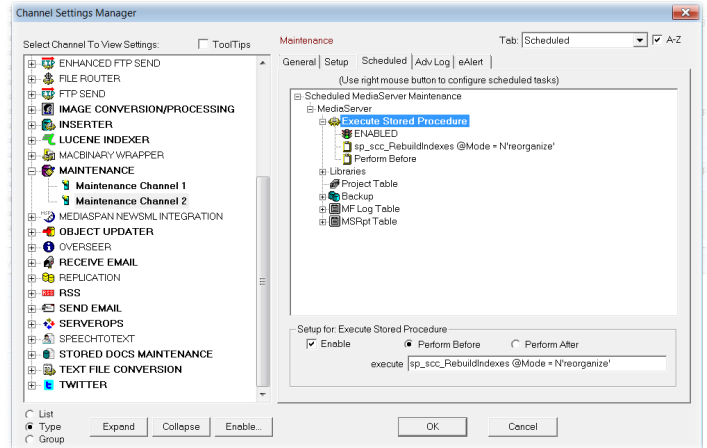 Channel Settings Manager
Select Channel To View Settings:
ToolTips
ENHANCED FTP SEND
FILE ROUTER
FTP SEND
IMAGE CONVERSION/PROCESSING
INSERTER
LUCENE INDEXER
MACBINARY WRAPPER
MAINTENANCE
Maintenance Channel 1
Maintenance Channel 2
MEDIASPAN NEWSML INTEGRATION
OBJECT UPDATER
OVERSEER
RECEIVE EMAIL
REPLICATION
RSS
SEND EMAIL
SERVEROPS
SPEECHTOTEXT
STORED DOCS MAINTENANCE
TEXT FILE CONVERSION
TWITTER
List
Type
Group
Expand
Collapse
Enable...
Maintenance
Tab: Scheduled
A-Z
General Setup Scheduled Adv Log eAlert
(Use right mouse button to configure scheduled tasks)
Scheduled MediaServer Maintenance
MediaServer
Execute Stored Procedure
ENABLED
sp_scc_RebuildIndexes @Mode = N'reorganize'
Perform Before
Libraries
Project Table
Backup
MF Log Table
MSRpt Table
Setup for: Execute Stored Procedure
Enable
Perform Before
Perform After
execute sp_scc_RebuildIndexes @Mode = N'reorganize'
OK
Cancel